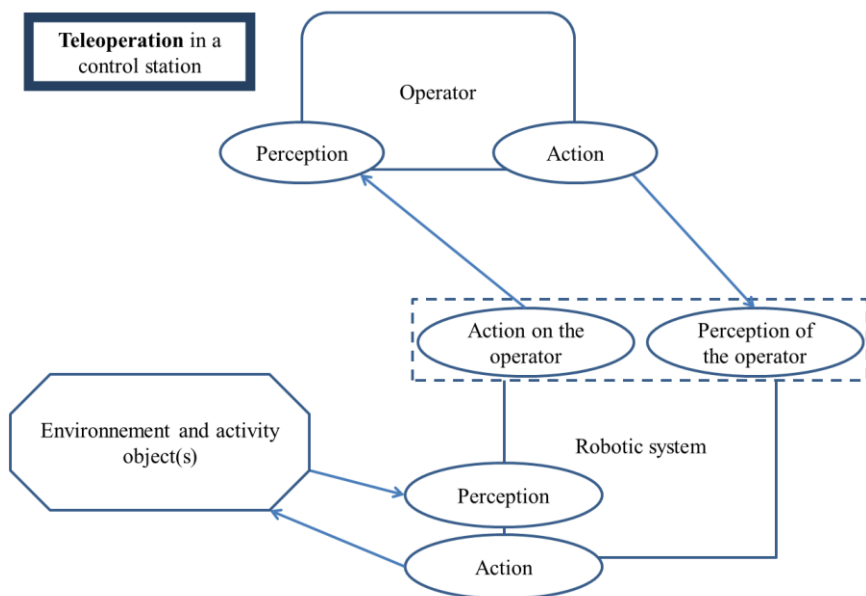 Teleoperation in a
control station
Operator
Perception
Action
Action on the
operator
Perception of
the operator
Environnement and activity
object(s)
Robotic system
Perception
Action